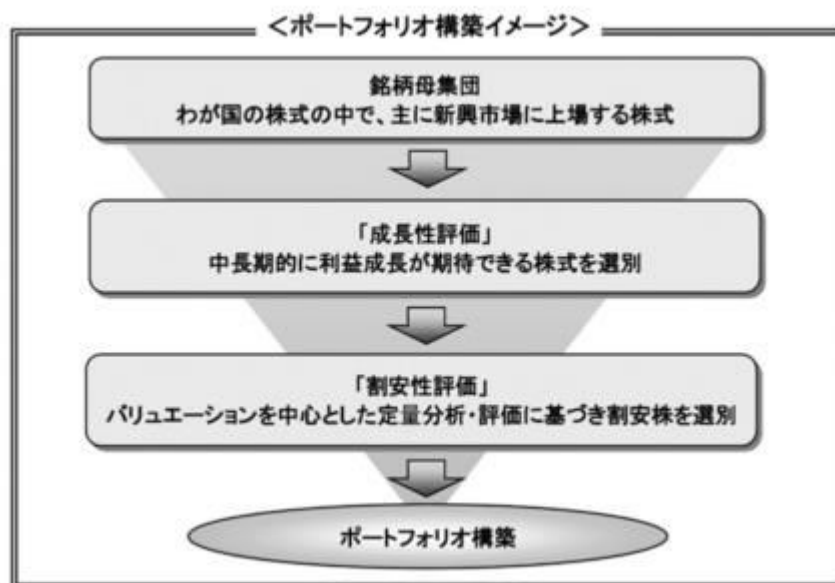 ＜ポートフォリオ構築イメージ＞
銘柄母集団
わが国の株式の中で、主に新興市場に上場する株式
「成長性評価」
中長期的に利益成長が期待できる株式を選別
「割安性評価」
バリュエーションを中心とした定量分析・評価に基づき割安株を選別
ポートフォリオ構築